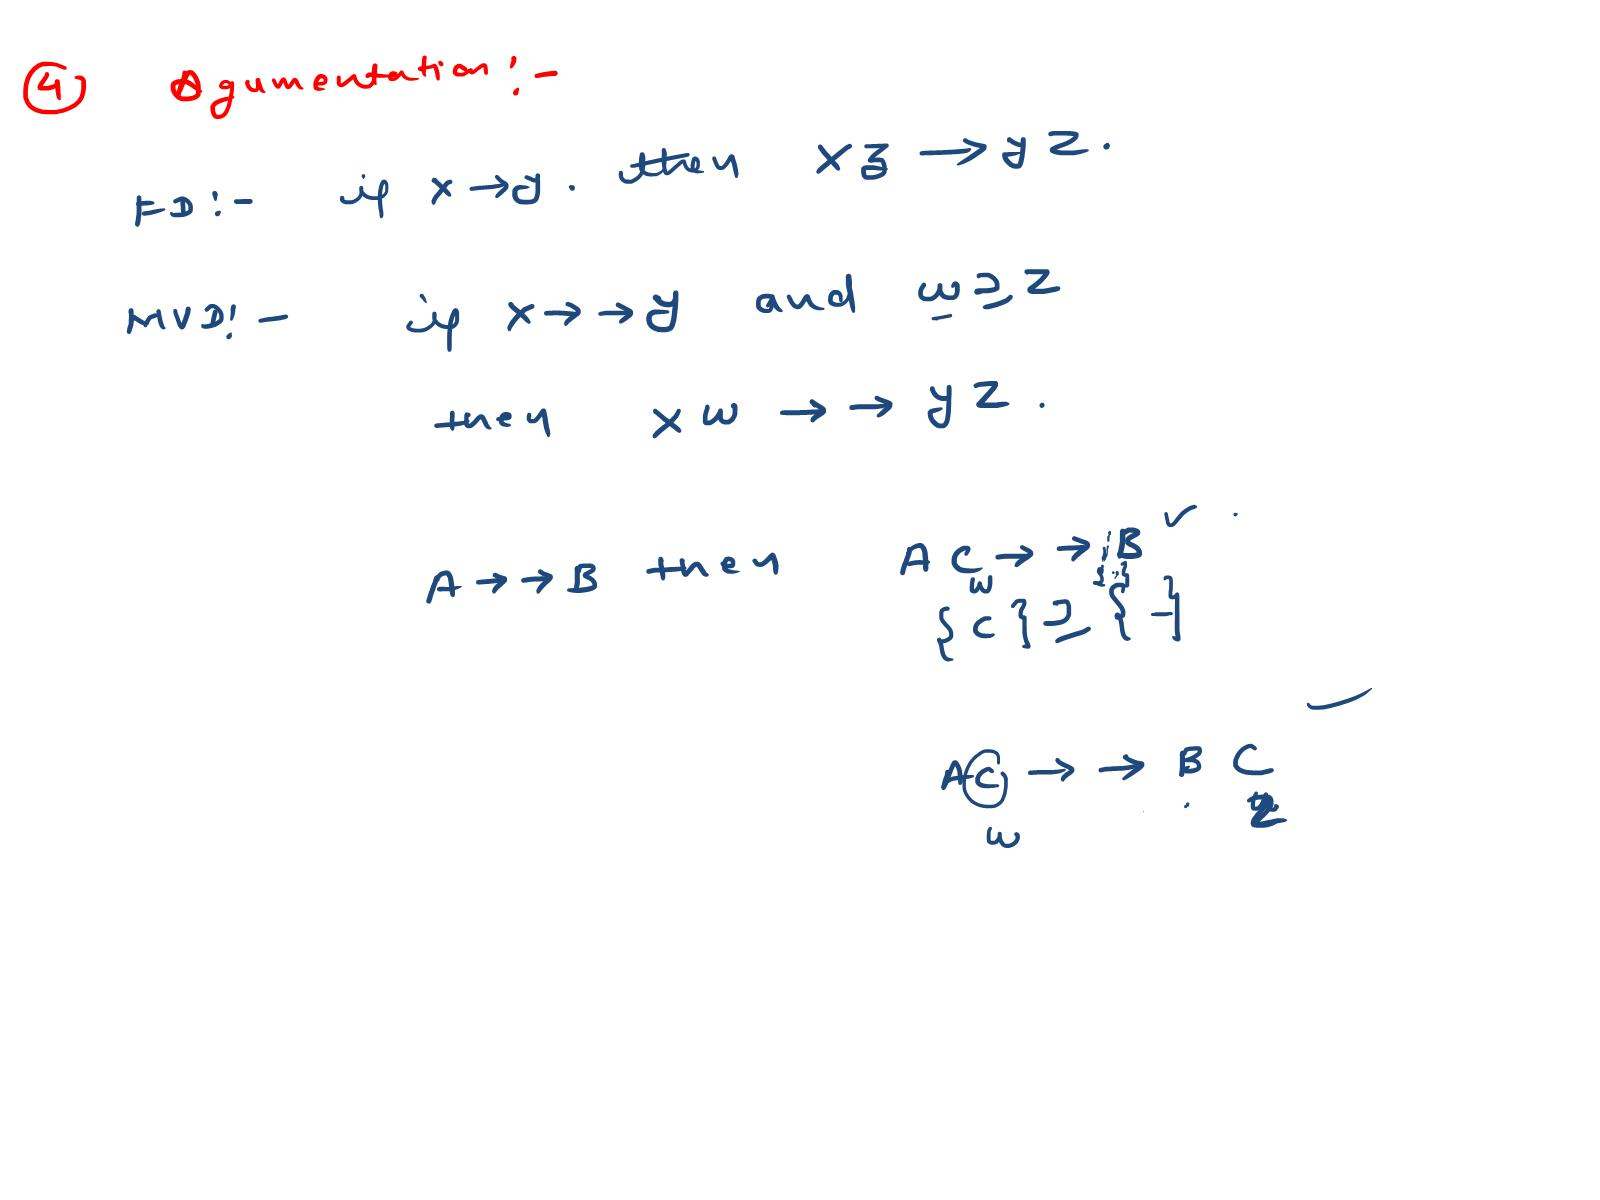 ④ Agumentation:-
FD:- if x→y. then xz → yz.
MVD:- if x→→y and w⊇z
then xw →→ yz.
A→→B then AC→→B ✓.
w {}
{c}⊇{-}
AC →→ BC ✓
w z